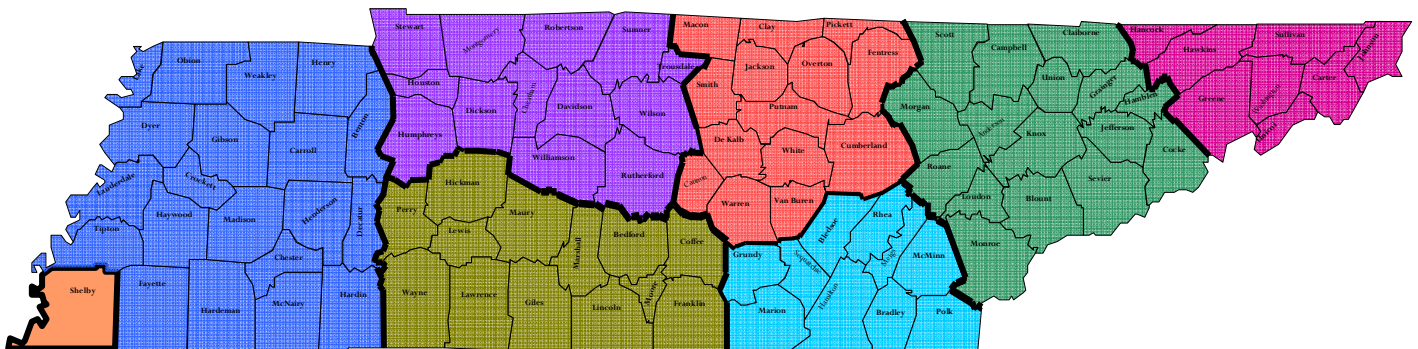 Stewart
Montgomery
Robertson
Sumner
Macon
Clay
Pickett
Scott
Claiborne
Hancock
Sullivan
Johnson
Obion
Weakley
Henry
Lake
Trousdale
Fentress
Campbell
Hawkins
Carter
Houston
Dickson
Cheatham
Davidson
Wilson
Smith
Jackson
Overton
Putnam
Morgan
Union
Grainger
Hamblen
Greene
Washington
Unicoi
Dyer
Gibson
Carroll
Benton
Humphreys
Williamson
Rutherford
De Kalb
White
Cumberland
Anderson
Knox
Jefferson
Cocke
Lauderdale
Crockett
Haywood
Madison
Henderson
Decatur
Perry
Hickman
Maury
Cannon
Warren
Van Buren
Roane
Loudon
Blount
Sevier
Tipton
Chester
Lewis
Marshall
Bedford
Coffer
Grundy
Sequatchie
Bledsoe
Rhea
Meigs
McMinn
Monroe
Shelby
Fayette
Hardeman
McNairy
Hardin
Wayne
Lawrence
Giles
Lincoln
Moore
Franklin
Marion
Hamilton
Bradley
Polk